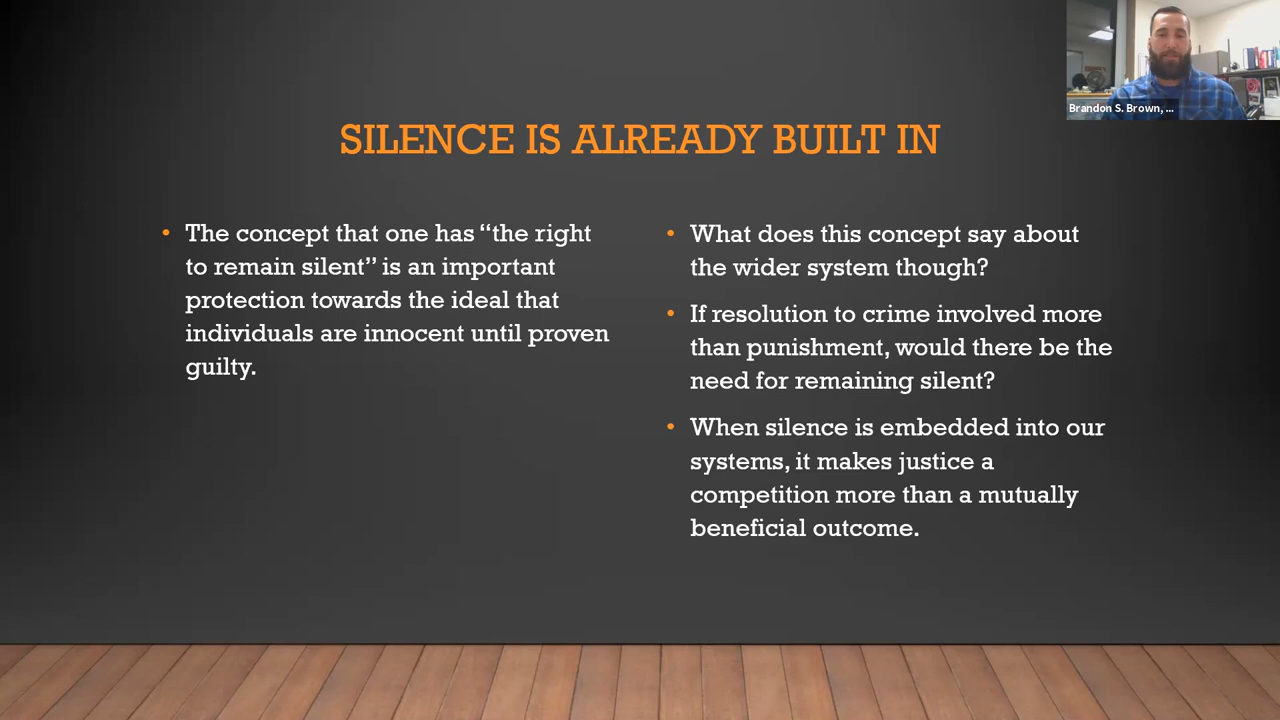 Brandon S. Brown, ...
SILENCE IS ALREADY BUILT IN
• The concept that one has “the right
to remain silent” is an important
protection towards the ideal that
individuals are innocent until proven
guilty.
• What does this concept say about
the wider system though?
• If resolution to crime involved more
than punishment, would there be the
need for remaining silent?
• When silence is embedded into our
systems, it makes justice a
competition more than a mutually
beneficial outcome.